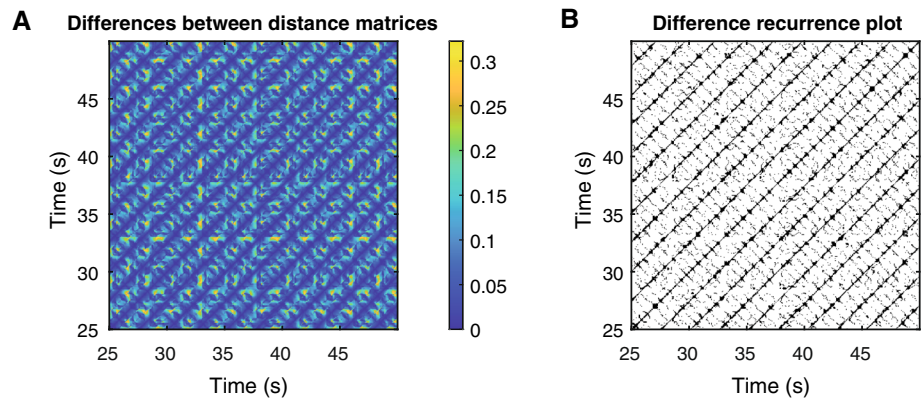 A
Differences between distance matrices
Time (s)
45
40
35
30
25
25 30 35 40 45
Time (s)
0.3
0.25
0.2
0.15
0.1
0.05
0
B
Difference recurrence plot
Time (s)
45
40
35
30
25
25 30 35 40 45
Time (s)